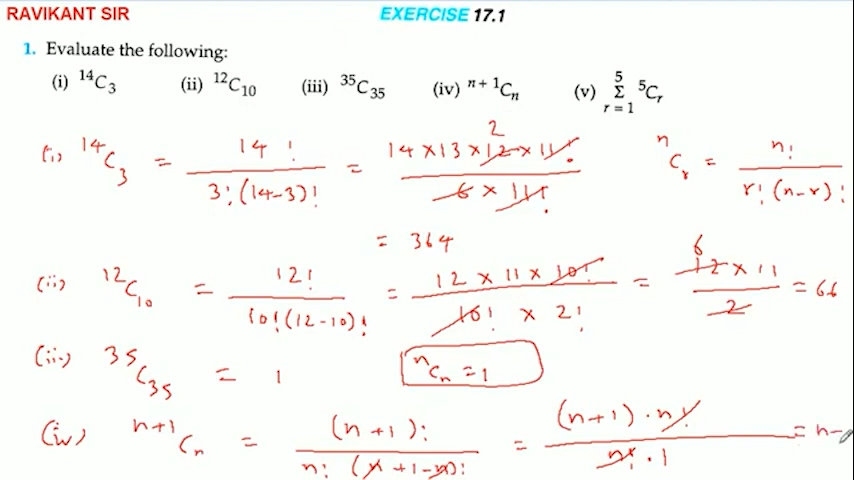 RAVIKANT SIR EXERCISE 17.1
1. Evaluate the following:
(i) ¹⁴C₃ (ii) ¹²C₁₀ (iii) ³⁵C₃₅ (iv) ⁿ⁺¹Cₙ (v) Σ_{r=1}^{5} ⁵Cᵣ
(i) ¹⁴C₃ = 14! / 3!(14-3)! = 14×13×12×11! / 6×11! 2 ⁿCᵣ = n! / r!(n-r)!
= 364
(ii) ¹²C₁₀ = 12! / 10!(12-10)! = 12×11×10! / 10!×2! = 6 12×11 / 2 = 66
(iii) ³⁵C₃₅ = 1 ⁿCₙ = 1
(iv) ⁿ⁺¹Cₙ = (n+1)! / n!(n+1-n)! = (n+1)·n! / n!·1 = n